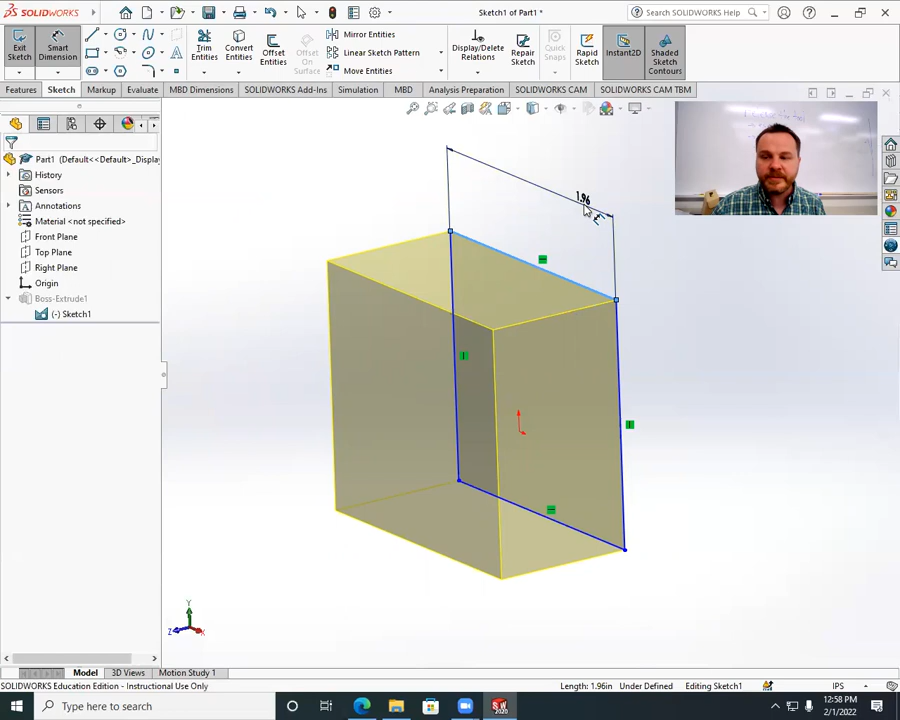 SOLIDWORKS
Sketch1 of Part1 *
Search SOLIDWORKS Help
Exit Sketch
Smart Dimension
Trim Entities
Convert Entities
Offset Entities
Offset On Surface
Mirror Entities
Linear Sketch Pattern
Move Entities
Display/Delete Relations
Repair Sketch
Quick Snaps
Rapid Sketch
Instant2D
Shaded Sketch Contours
Features
Sketch
Markup
Evaluate
MBD Dimensions
SOLIDWORKS Add-Ins
Simulation
MBD
Analysis Preparation
SOLIDWORKS CAM
SOLIDWORKS CAM TBM
Part1 (Default<<Default>_Display
History
Sensors
Annotations
Material <not specified>
Front Plane
Top Plane
Right Plane
Origin
Boss-Extrude1
(-) Sketch1
1.96
Y
Z
X
Model
3D Views
Motion Study 1
SOLIDWORKS Education Edition - Instructional Use Only
Length: 1.96in
Under Defined
Editing Sketch1
IPS
Type here to search
SW
2020
12:58 PM
2/1/2022